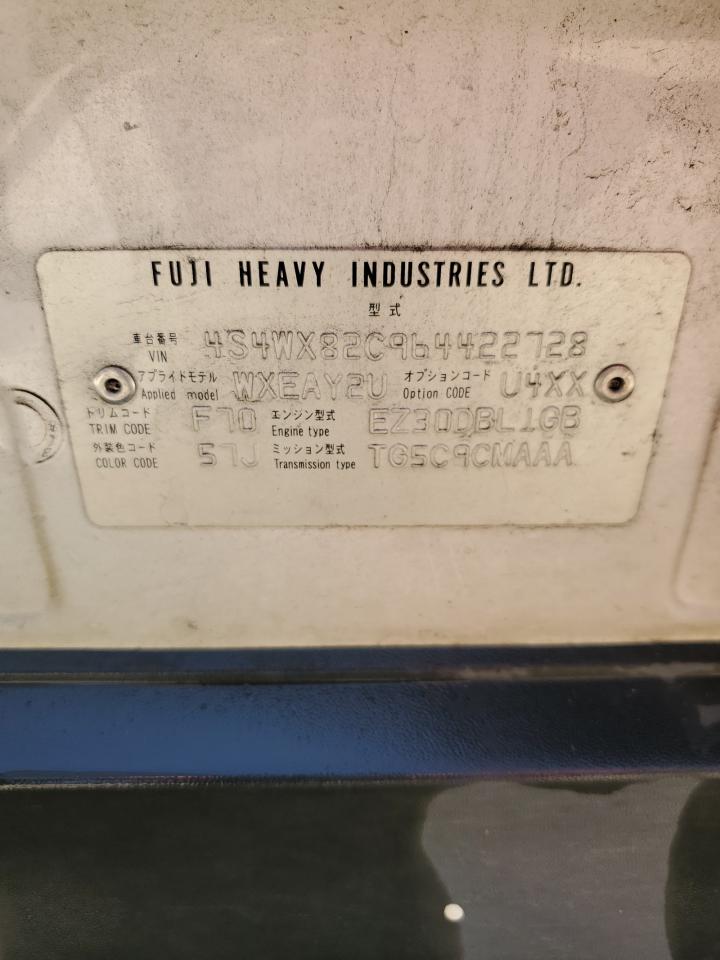 FUJI HEAVY INDUSTRIES LTD.
型式
車台番号 VIN 4S4WX82C964422728
アプライドモデル Applied model WXEAY2U オプションコード Option CODE U4XX
トリムコード TRIM CODE F70 エンジン型式 Engine type EZ30DBL1GB
外装色コード COLOR CODE 57J ミッション型式 Transmission type TG5C9CMAAA